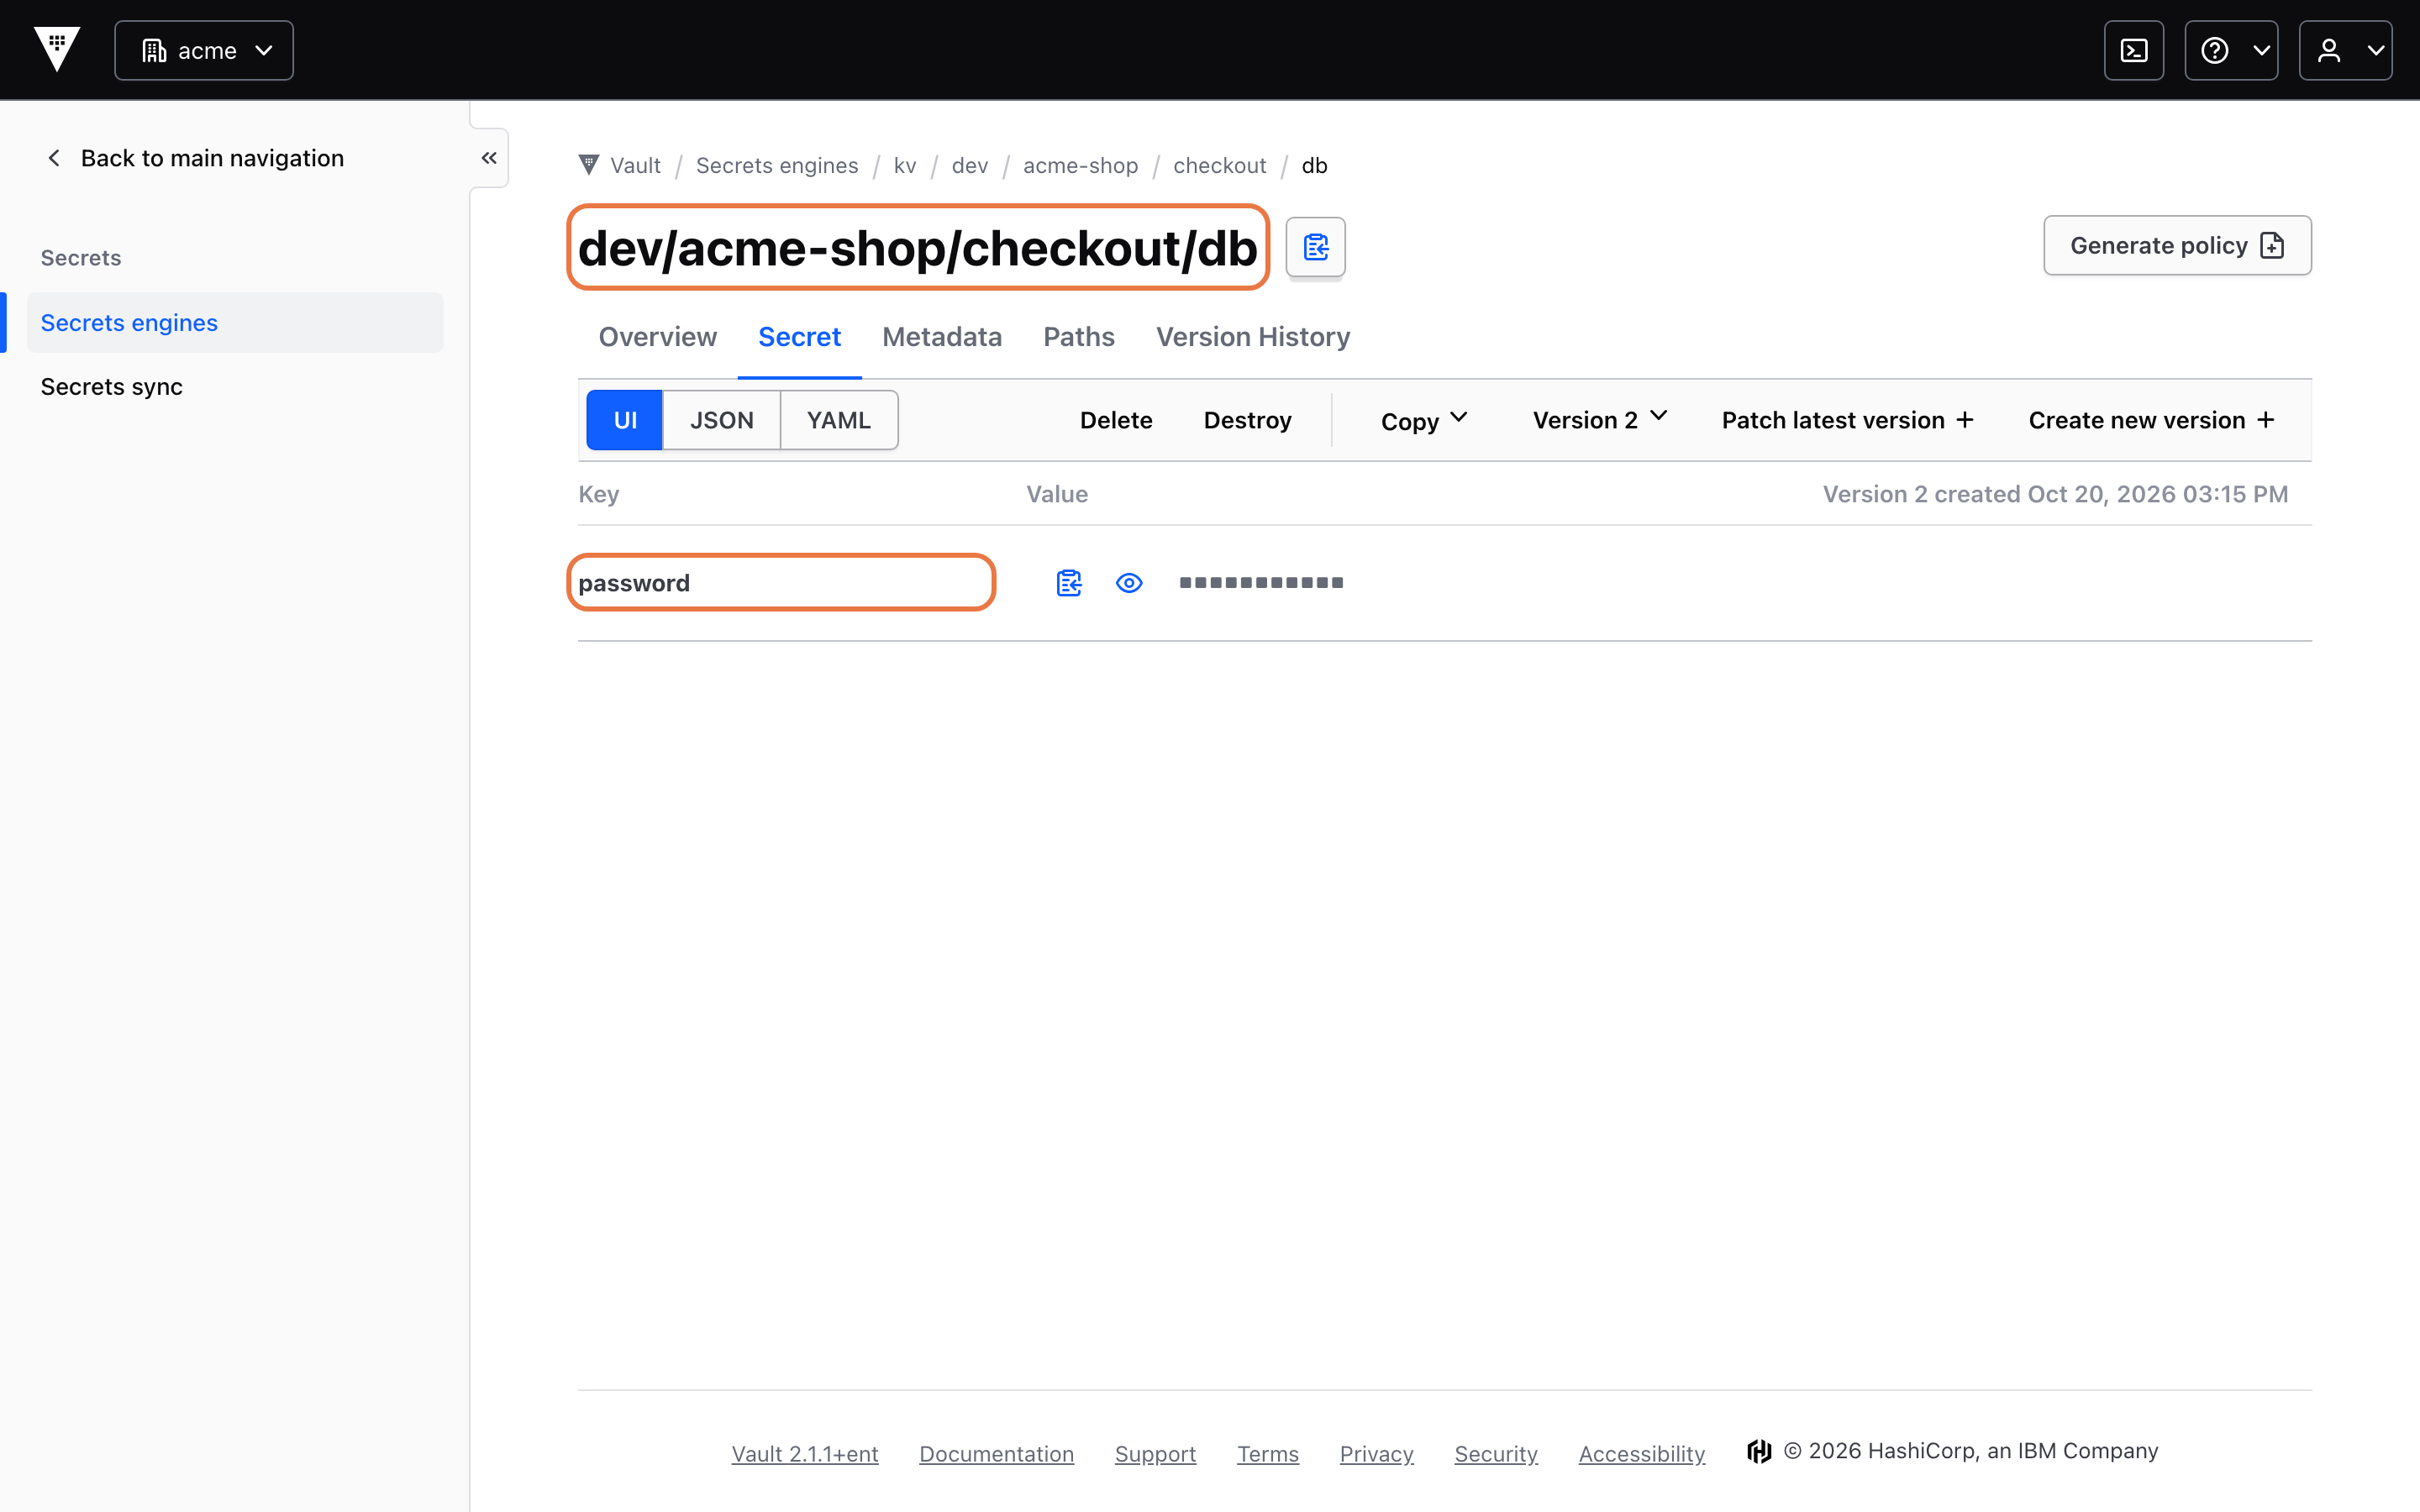 acme
Back to main navigation
Secrets
Secrets engines
Secrets sync
Vault / Secrets engines / kv / dev / acme-shop / checkout / db
dev/acme-shop/checkout/db
Generate policy
Overview Secret Metadata Paths Version History
UI JSON YAML Delete Destroy Copy Version 2 Patch latest version + Create new version +
Key Value Version 2 created Oct 20, 2026 03:15 PM
password
Vault 2.1.1+ent Documentation Support Terms Privacy Security Accessibility © 2026 HashiCorp, an IBM Company